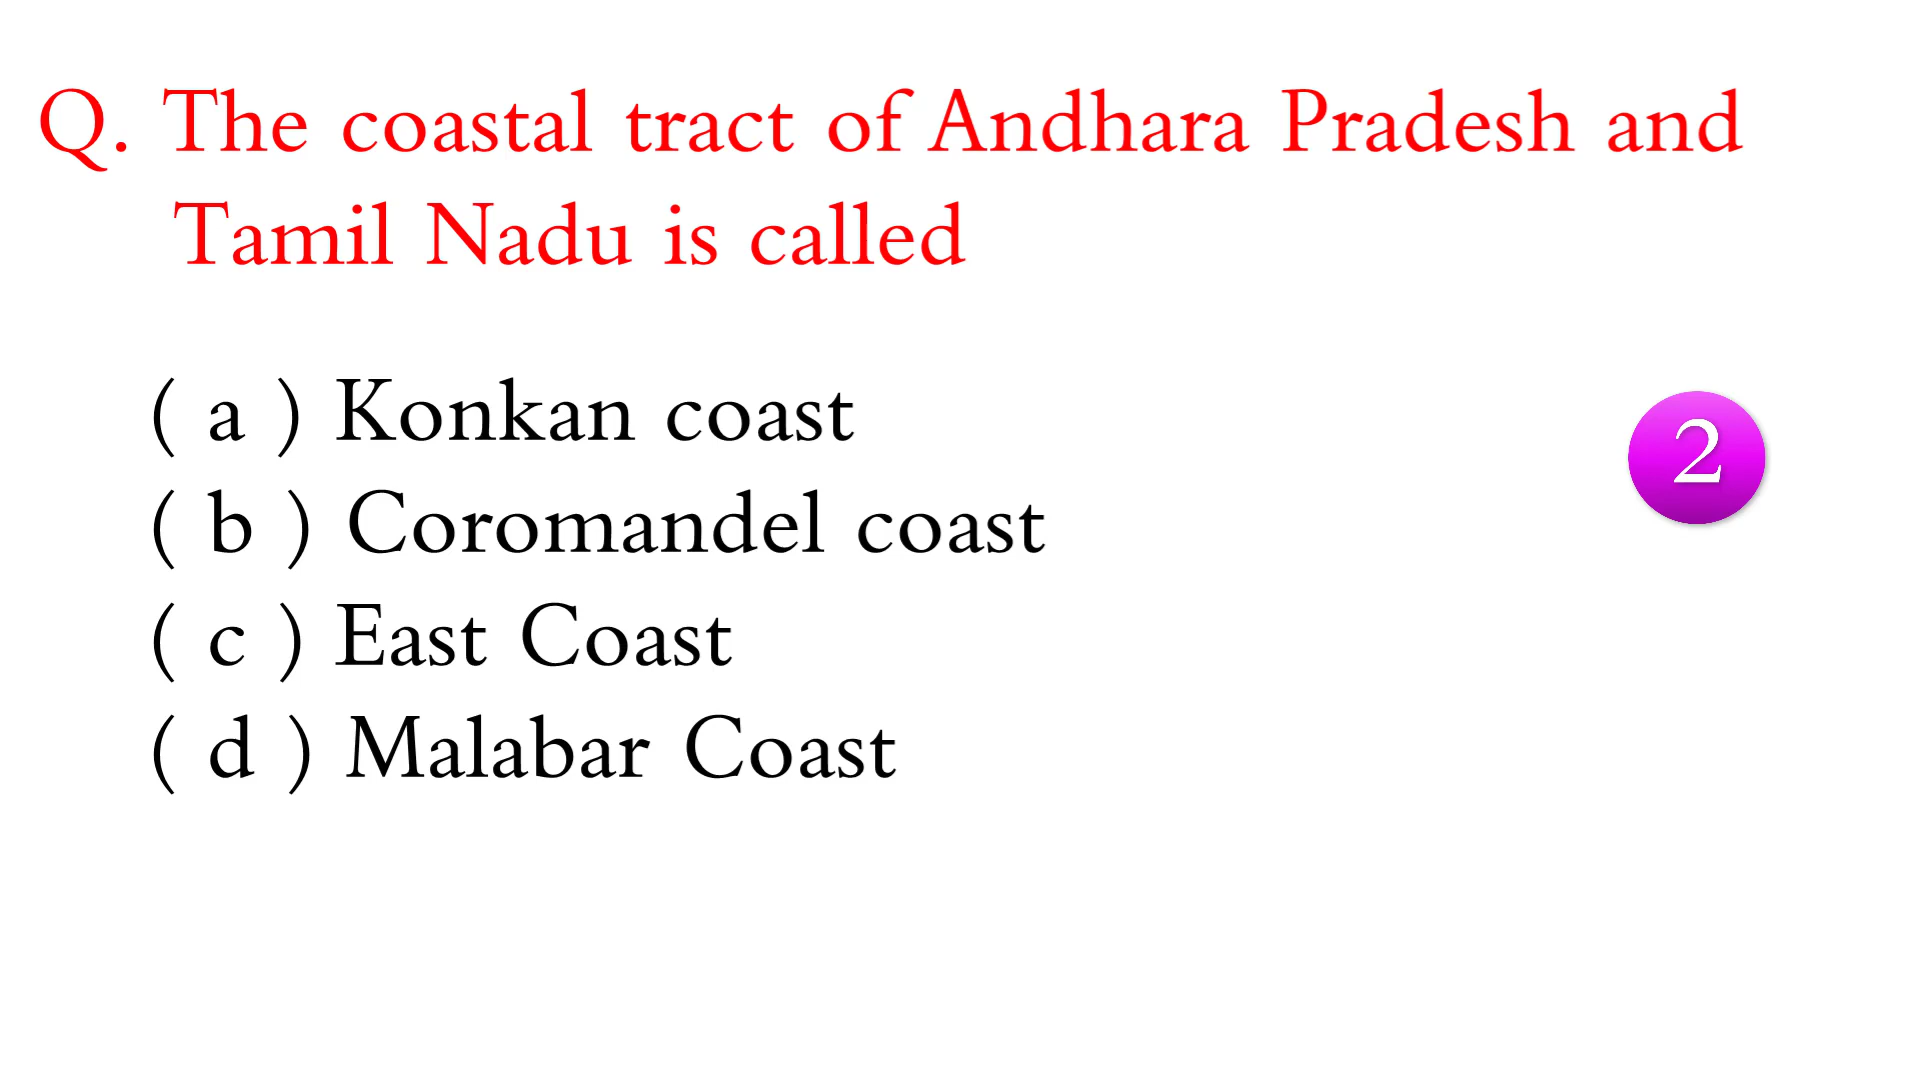 Q. The coastal tract of Andhara Pradesh and
Tamil Nadu is called
( a ) Konkan coast
( b ) Coromandel coast
( c ) East Coast
( d ) Malabar Coast
2